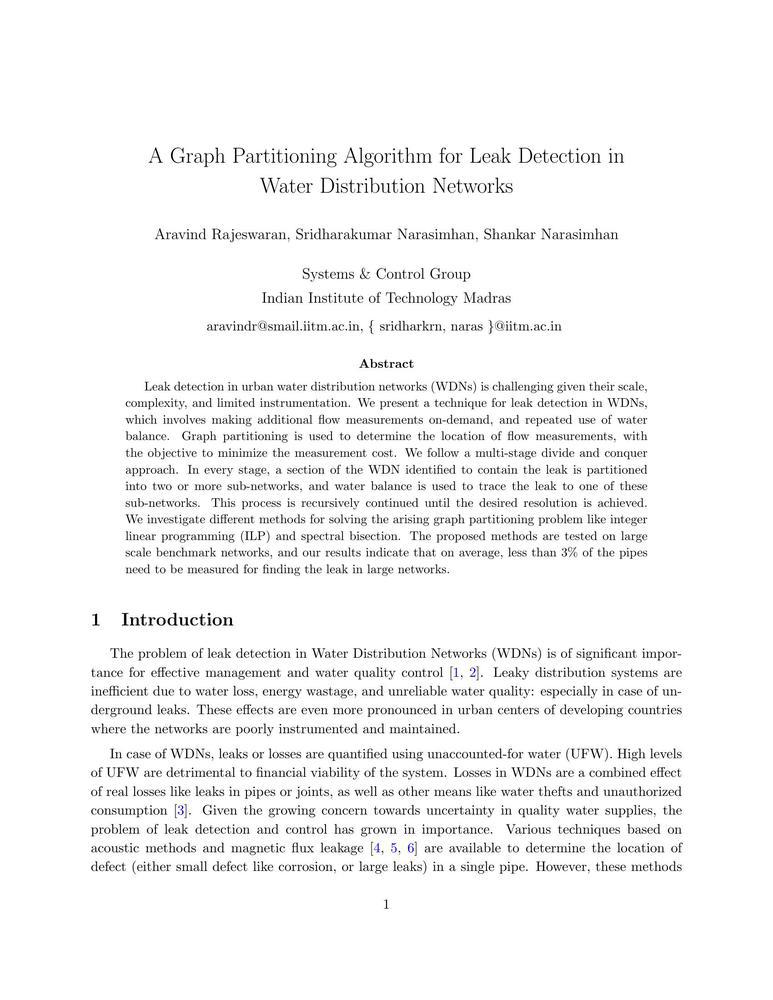 A Graph Partitioning Algorithm for Leak Detection in
Water Distribution Networks
Aravind Rajeswaran, Sridharakumar Narasimhan, Shankar Narasimhan
Systems & Control Group
Indian Institute of Technology Madras
aravindr@smail.iitm.ac.in, { sridharkrn, naras }@iitm.ac.in
Abstract
Leak detection in urban water distribution networks (WDNs) is challenging given their scale,
complexity, and limited instrumentation. We present a technique for leak detection in WDNs,
which involves making additional flow measurements on-demand, and repeated use of water
balance. Graph partitioning is used to determine the location of flow measurements, with
the objective to minimize the measurement cost. We follow a multi-stage divide and conquer
approach. In every stage, a section of the WDN identified to contain the leak is partitioned
into two or more sub-networks, and water balance is used to trace the leak to one of these
sub-networks. This process is recursively continued until the desired resolution is achieved.
We investigate different methods for solving the arising graph partitioning problem like integer
linear programming (ILP) and spectral bisection. The proposed methods are tested on large
scale benchmark networks, and our results indicate that on average, less than 3% of the pipes
need to be measured for finding the leak in large networks.
1 Introduction
The problem of leak detection in Water Distribution Networks (WDNs) is of significant impor-
tance for effective management and water quality control [1, 2]. Leaky distribution systems are
inefficient due to water loss, energy wastage, and unreliable water quality: especially in case of un-
derground leaks. These effects are even more pronounced in urban centers of developing countries
where the networks are poorly instrumented and maintained.
In case of WDNs, leaks or losses are quantified using unaccounted-for water (UFW). High levels
of UFW are detrimental to financial viability of the system. Losses in WDNs are a combined effect
of real losses like leaks in pipes or joints, as well as other means like water thefts and unauthorized
consumption [3]. Given the growing concern towards uncertainty in quality water supplies, the
problem of leak detection and control has grown in importance. Various techniques based on
acoustic methods and magnetic flux leakage [4, 5, 6] are available to determine the location of
defect (either small defect like corrosion, or large leaks) in a single pipe. However, these methods
1